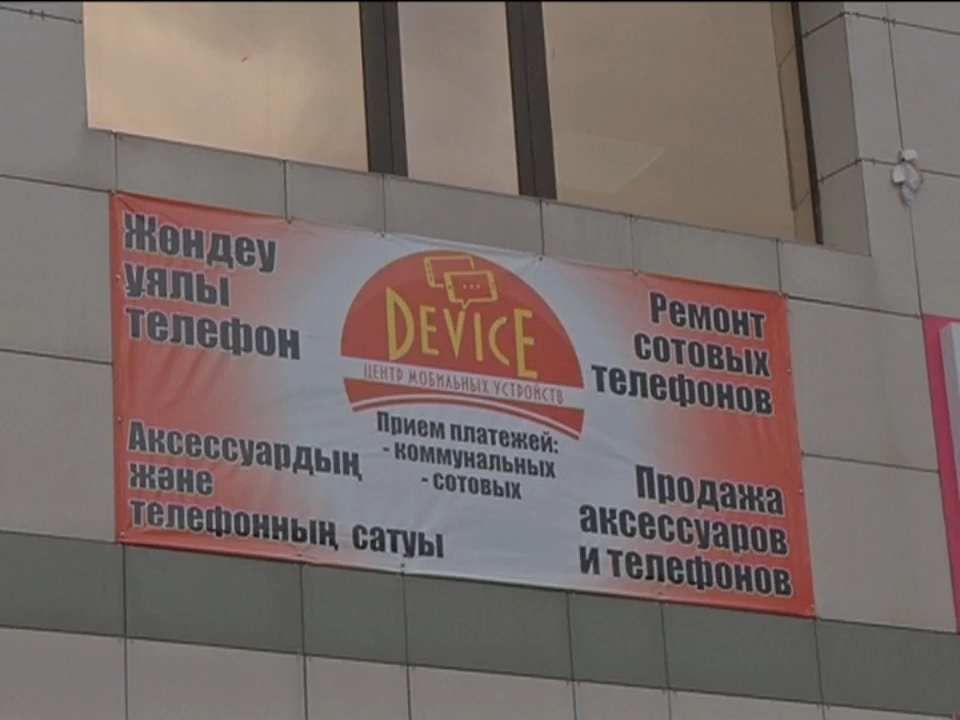 Жөндеу
уялы
телефон
DEVICE
ЦЕНТР МОБИЛЬНЫХ УСТРОЙСТВ
Ремонт
сотовых
телефонов
Прием платежей:
- коммунальных
- сотовых
Аксессуардың
және
телефонның сатуы
Продажа
аксессуаров
и телефонов